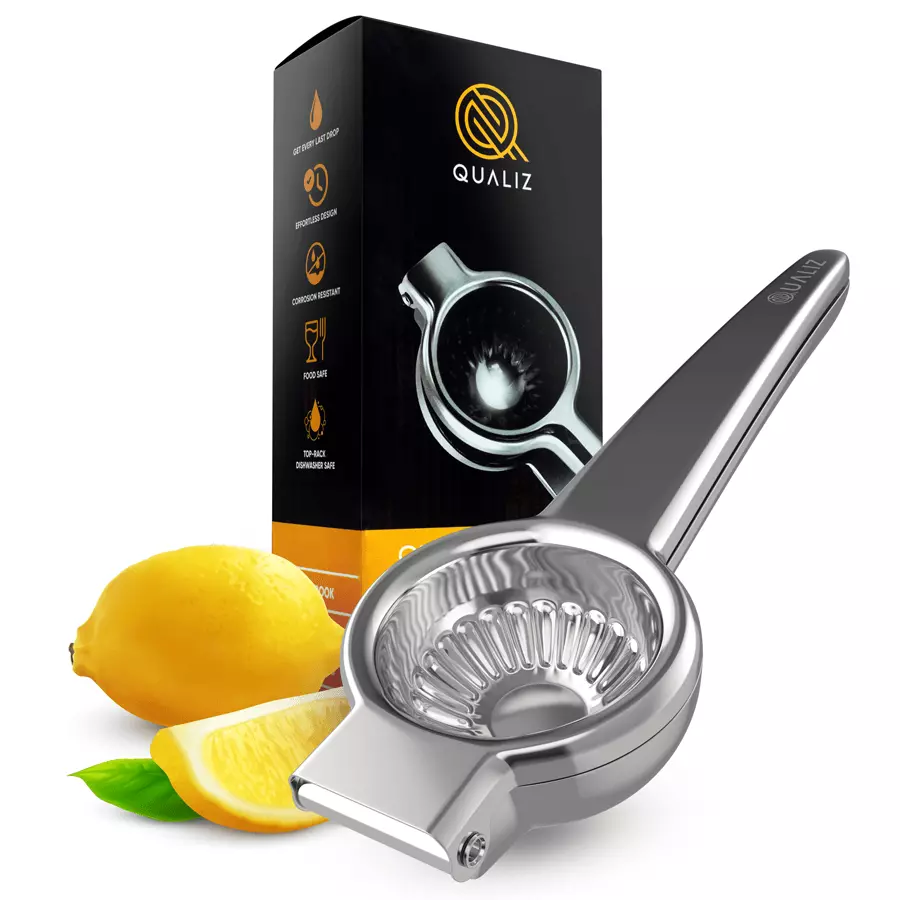 QUALIZ
GET EVERY LAST DROP
EFFORTLESS DESIGN
CORROSION RESISTANT
FOOD SAFE
TOP-RACK
DISHWASHER SAFE
QUALIZ